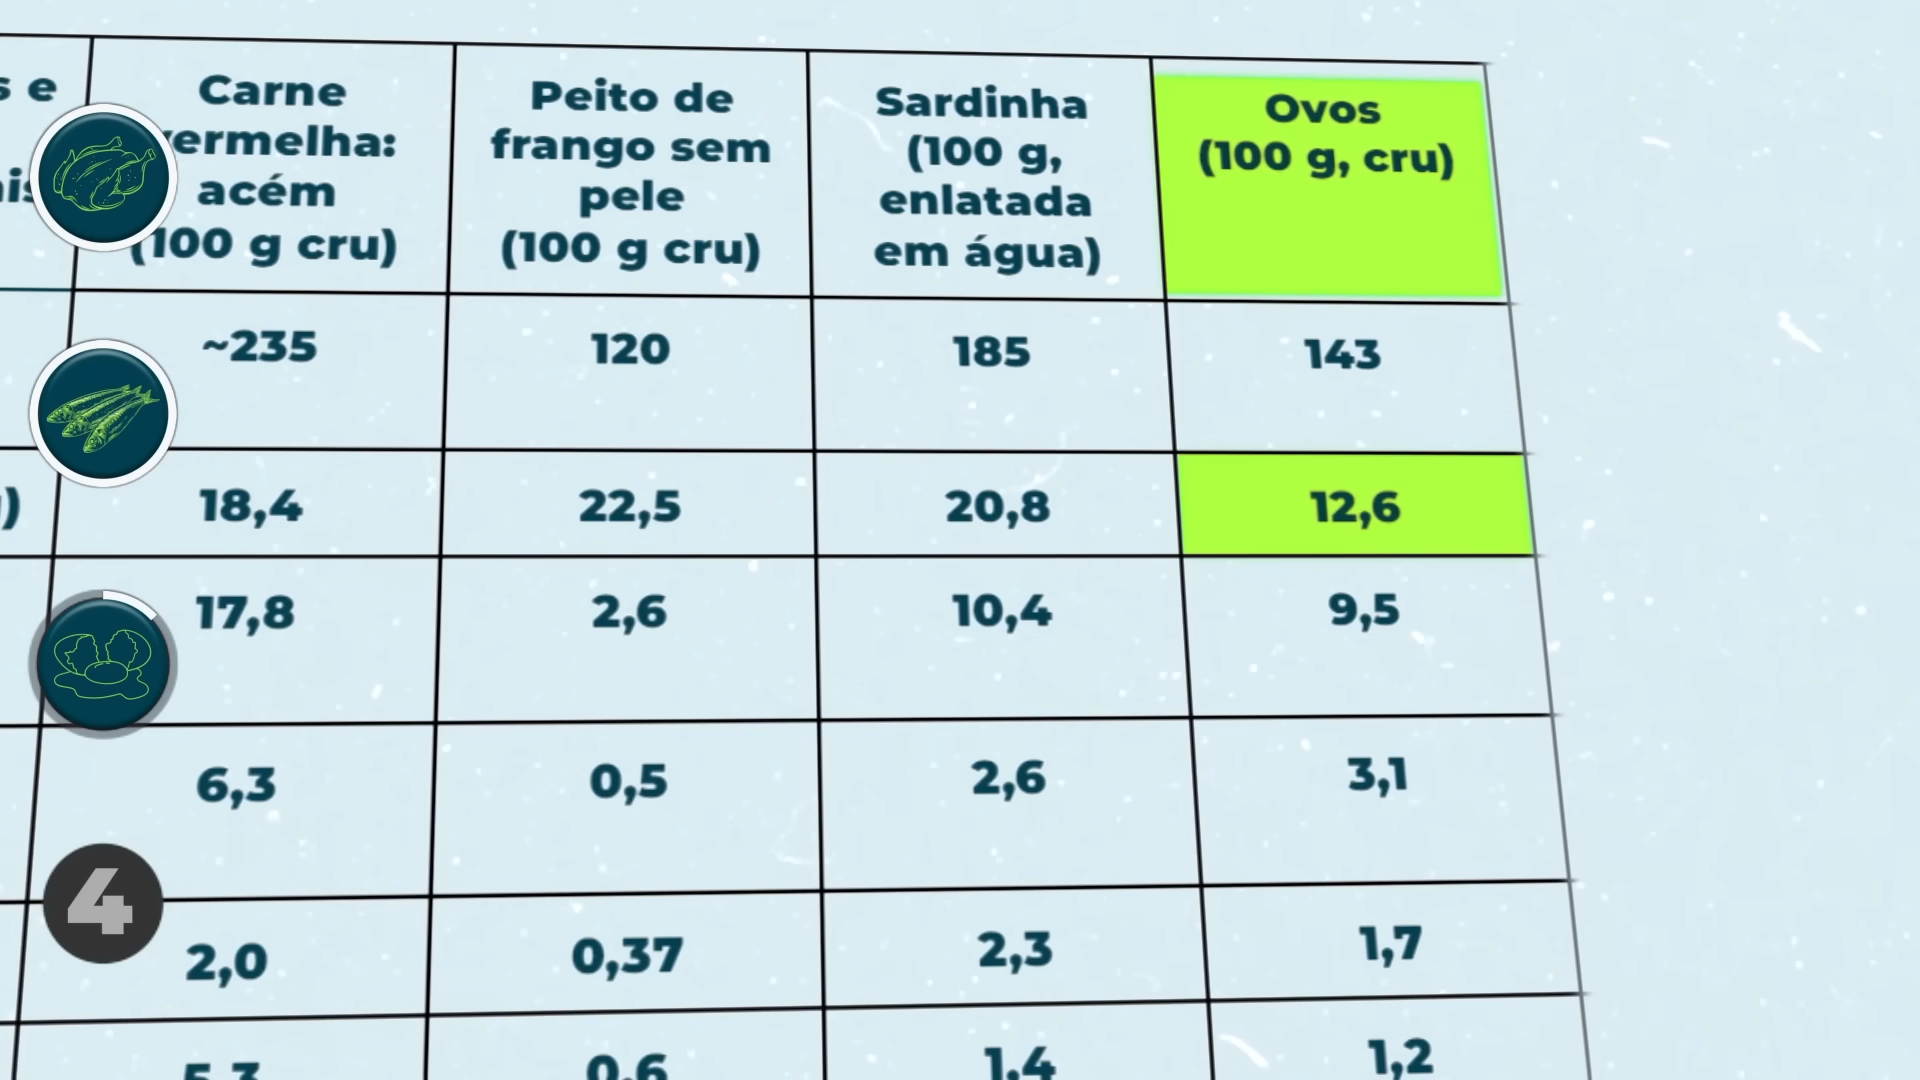 s e
Carne
vermelha:
acém
(100 g cru)
Peito de
frango sem
pele
(100 g cru)
Sardinha
(100 g,
enlatada
em água)
Ovos
(100 g, cru)
~235
120
185
143
)
18,4
22,5
20,8
12,6
17,8
2,6
10,4
9,5
6,3
0,5
2,6
3,1
4
2,0
0,37
2,3
1,7
5,3
0,6
1,4
1,2